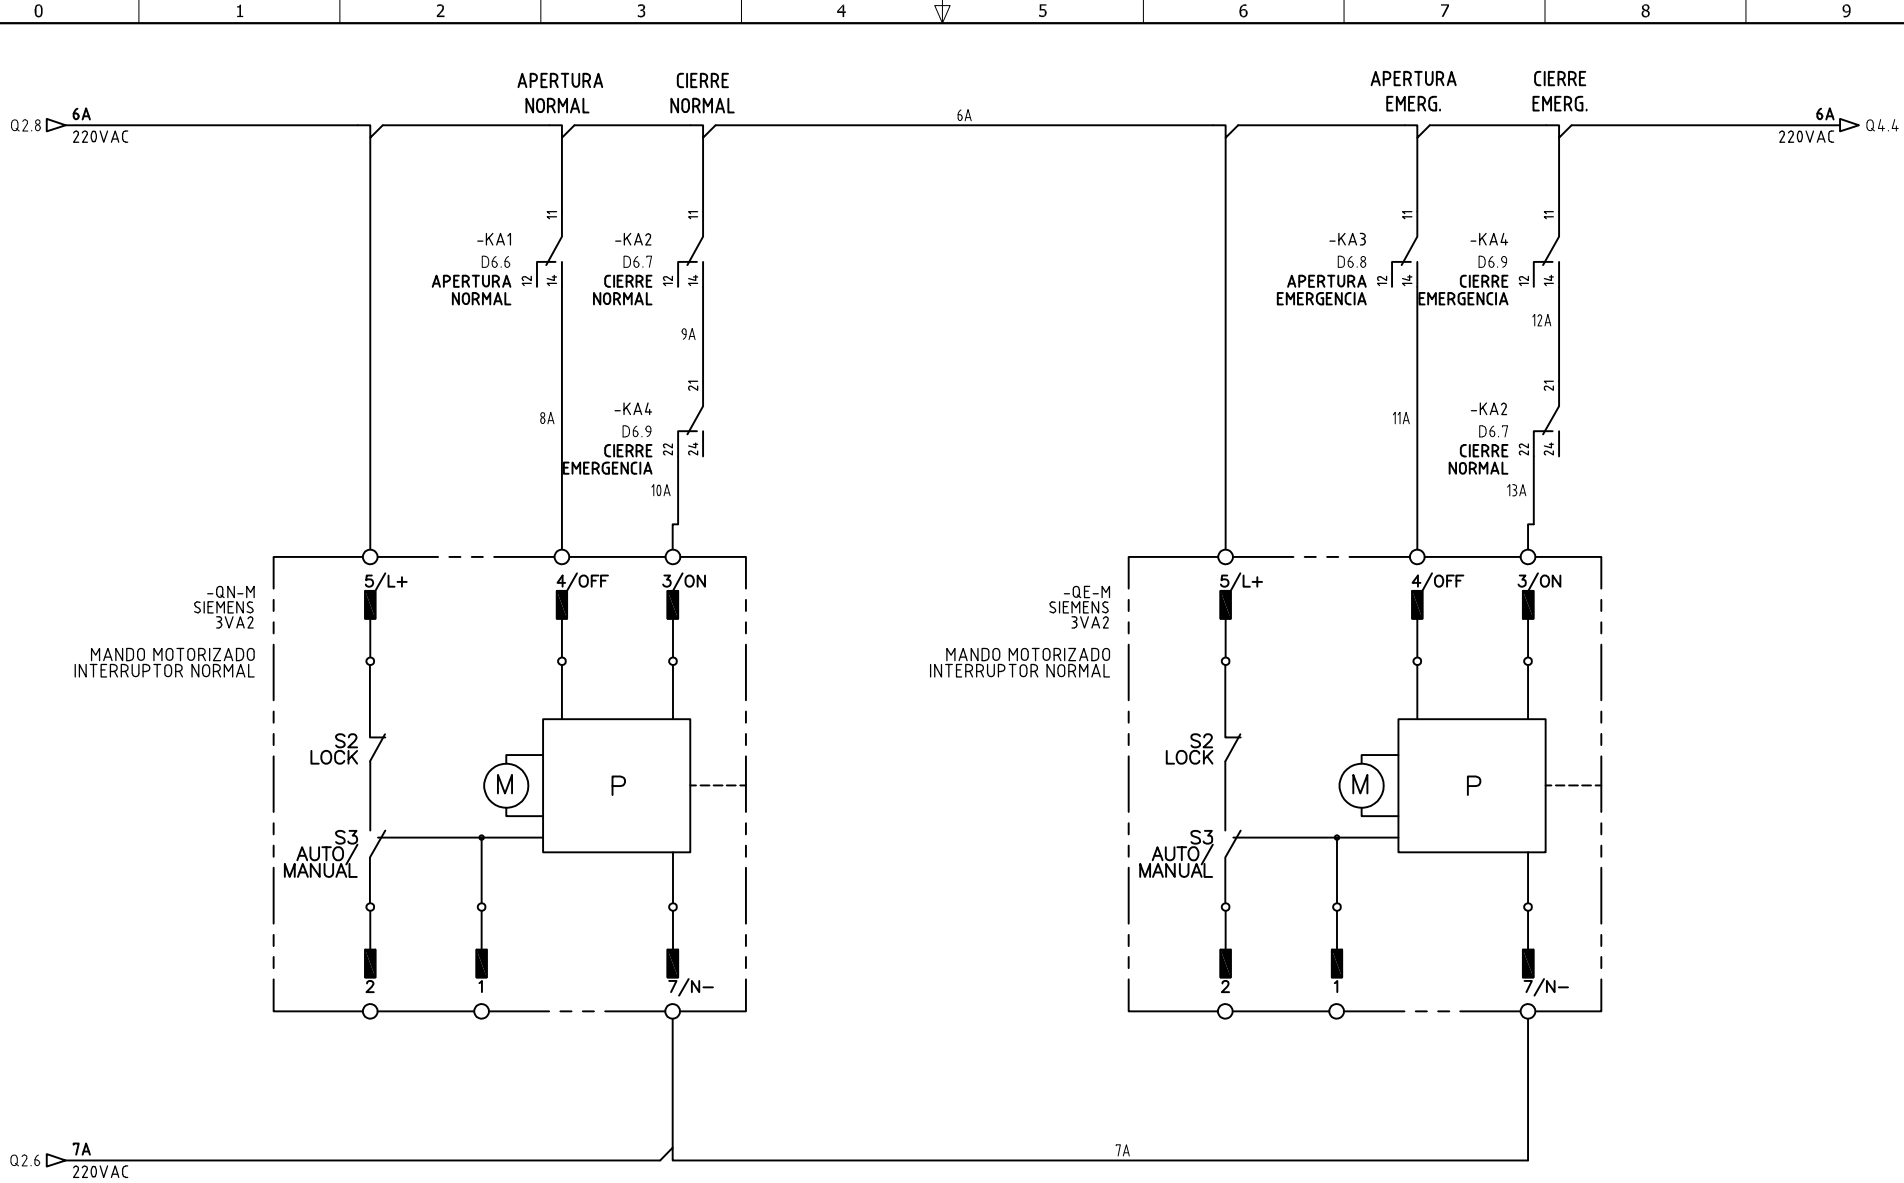 0 1 2 3 4 5 6 7 8 9
APERTURA
NORMAL
CIERRE
NORMAL
APERTURA
EMERG.
CIERRE
EMERG.
Q2.8
6A
220VAC
6A
6A
220VAC
Q4.4
11
-KA1
D6.6
APERTURA
NORMAL
12
14
8A
11
-KA2
D6.7
CIERRE
NORMAL
12
14
9A
21
-KA4
D6.9
CIERRE
EMERGENCIA
22
24
10A
11
-KA3
D6.8
APERTURA
EMERGENCIA
12
14
11A
11
-KA4
D6.9
CIERRE
EMERGENCIA
12
14
12A
21
-KA2
D6.7
CIERRE
NORMAL
22
24
13A
-QN-M
SIEMENS
3VA2
MANDO MOTORIZADO
INTERRUPTOR NORMAL
5/L+
4/OFF
3/ON
S2
LOCK
M
P
S3
AUTO/
MANUAL
2
1
7/N-
-QE-M
SIEMENS
3VA2
MANDO MOTORIZADO
INTERRUPTOR NORMAL
5/L+
4/OFF
3/ON
S2
LOCK
M
P
S3
AUTO/
MANUAL
2
1
7/N-
Q2.6
7A
220VAC
7A